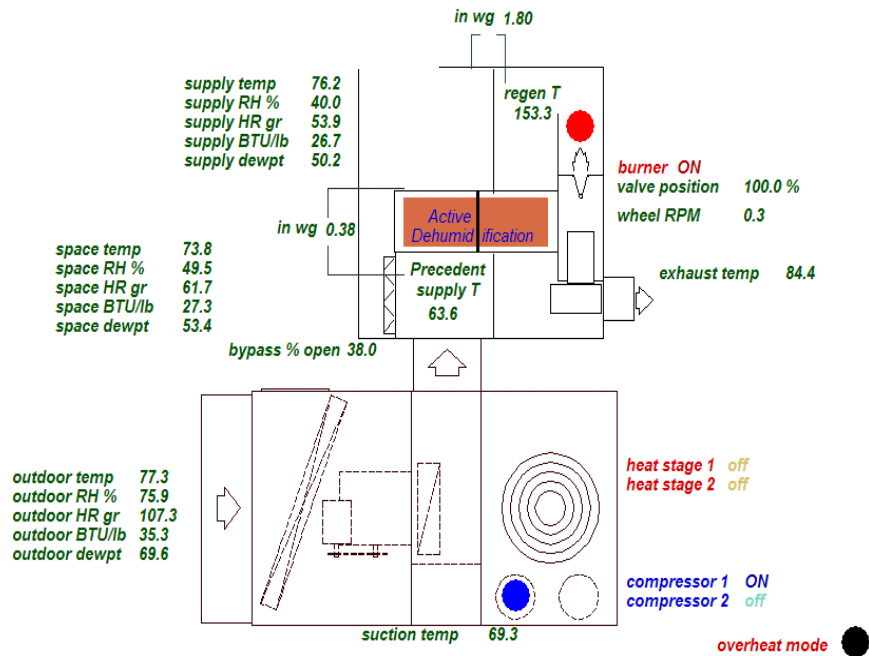 in wg 1.80
supply temp 76.2
supply RH % 40.0
supply HR gr 53.9
supply BTU/lb 26.7
supply dewpt 50.2
regen T
153.3
burner ON
valve position 100.0 %
wheel RPM 0.3
Active
Dehumidification
in wg 0.38
space temp 73.8
space RH % 49.5
space HR gr 61.7
space BTU/lb 27.3
space dewpt 53.4
Precedent
supply T
63.6
exhaust temp 84.4
bypass % open 38.0
outdoor temp 77.3
outdoor RH % 75.9
outdoor HR gr 107.3
outdoor BTU/lb 35.3
outdoor dewpt 69.6
heat stage 1 off
heat stage 2 off
compressor 1 ON
compressor 2 off
suction temp 69.3
overheat mode